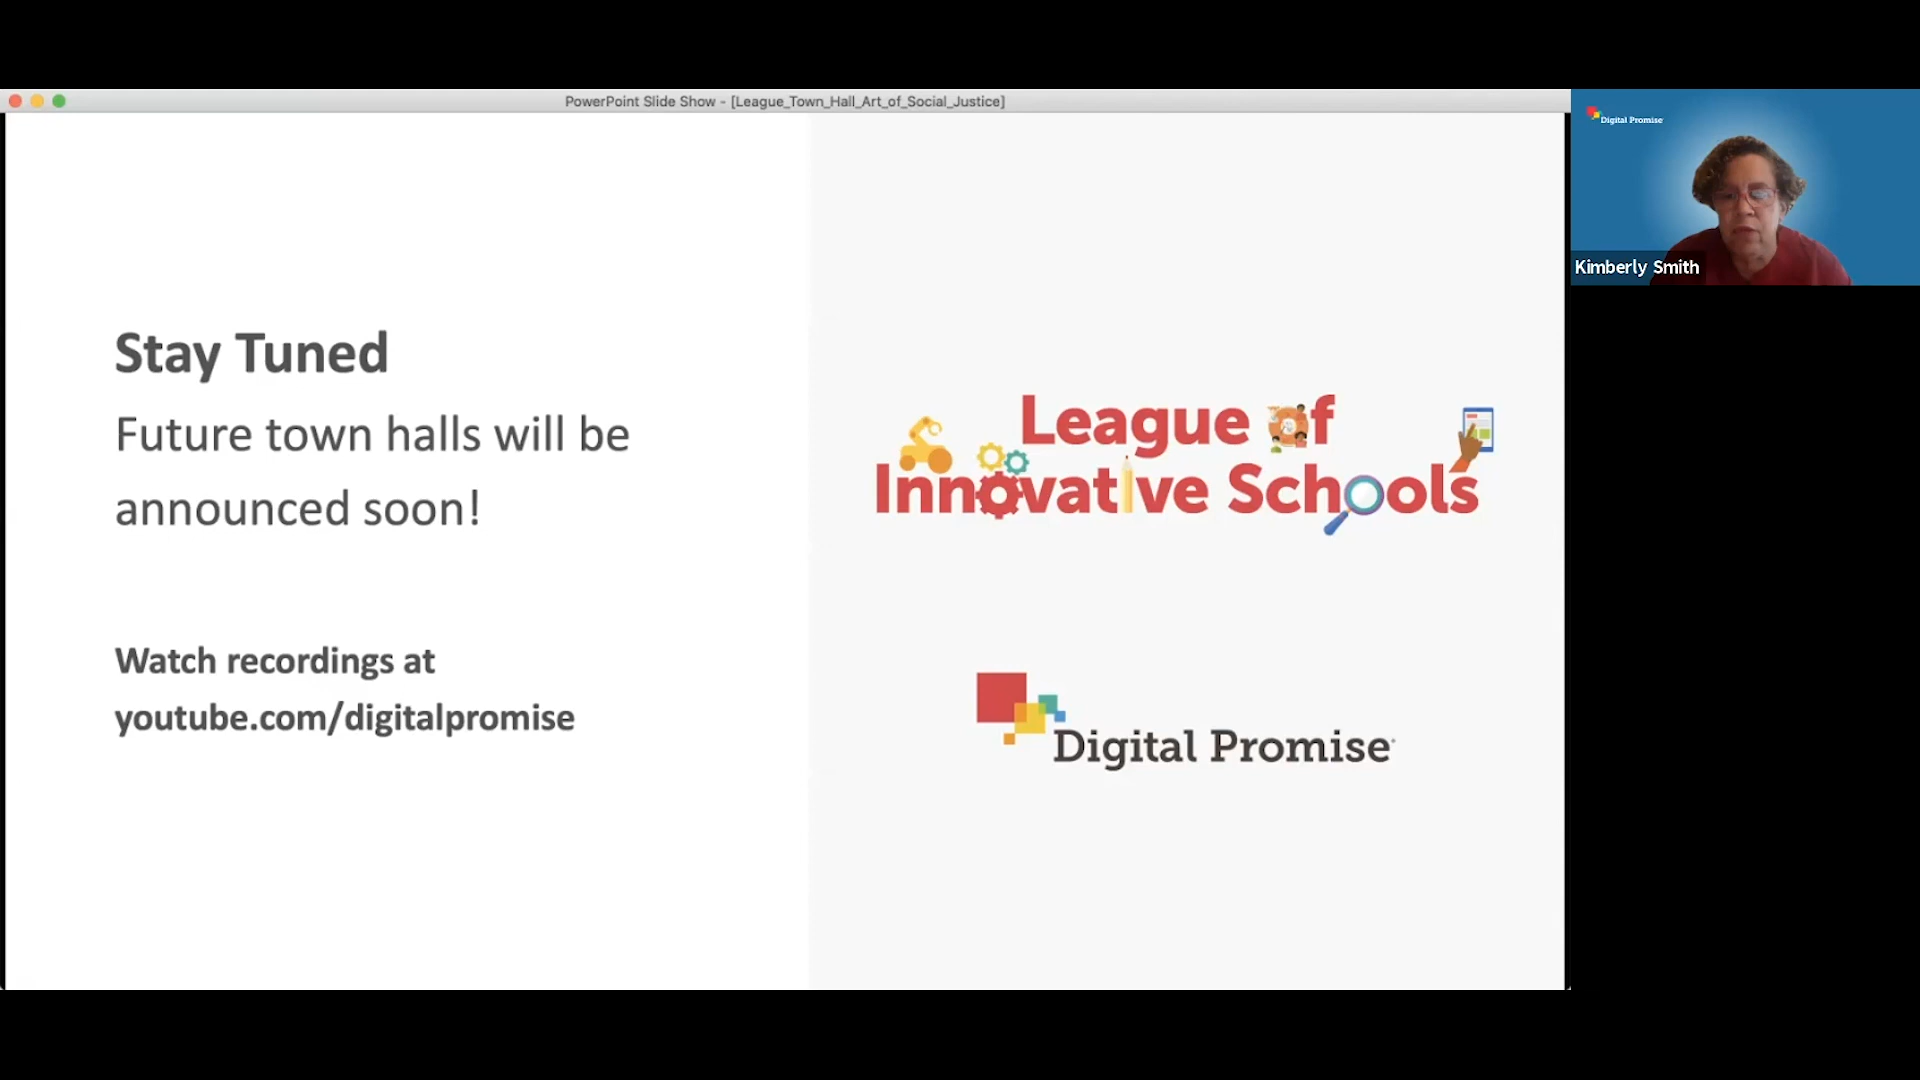 PowerPoint Slide Show - [League_Town_Hall_Art_of_Social_Justice]
Stay Tuned
Future town halls will be
announced soon!
Watch recordings at
youtube.com/digitalpromise
League of
Innovative Schools
Digital Promise
Digital Promise
Kimberly Smith